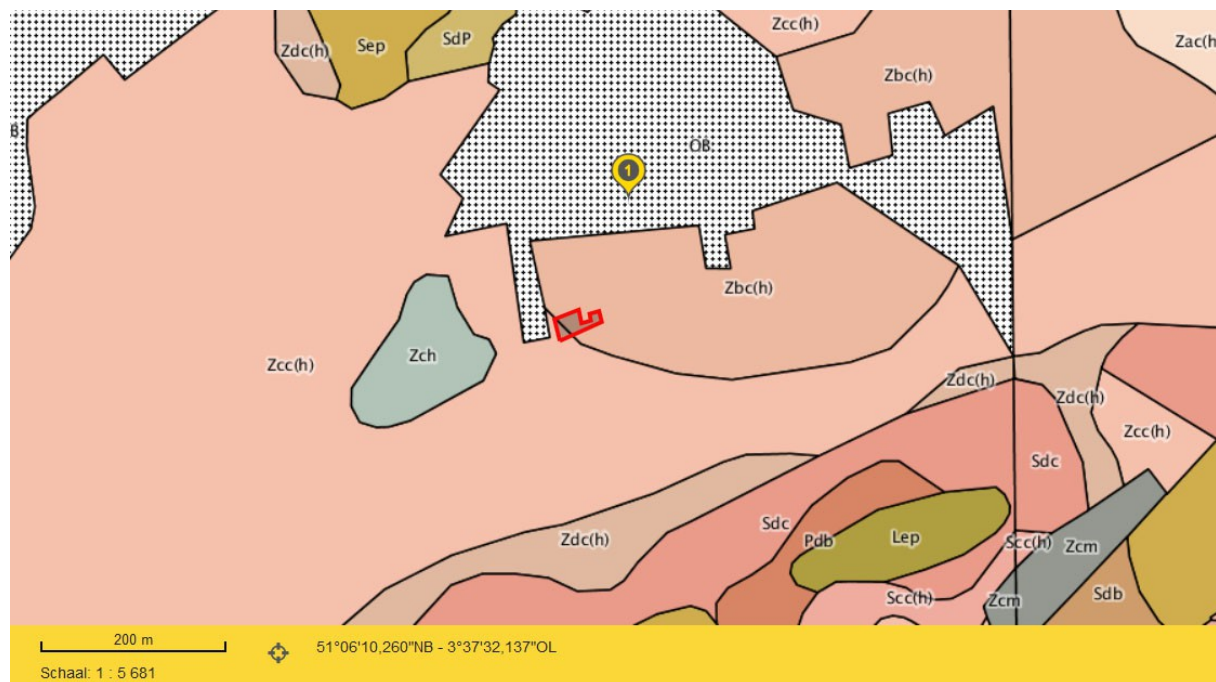 Zcc(h)
Sep
SdP
Zdc(h)
Zac(h
Zbc(h)
B
OB
1
Zbc(h)
Zch
Zcc(h)
Zdc(h)
Zdc(h)
Zcc(h)
Sdc
Sdc
Zdc(h)
Pdb
Lep
Scc(h)
Zcm
Scc(h)
Zcm
Sdb
200 m
51°06'10,260"NB - 3°37'32,137"OL
Schaal: 1 : 5 681